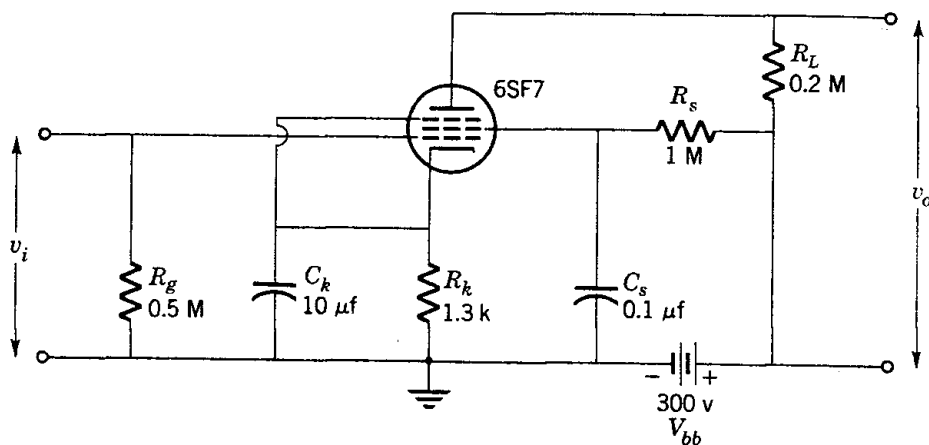 6SF7
R_L
0.2 M
R_s
1 M
v_i
v_o
R_g
0.5 M
C_k
10 μf
R_k
1.3 k
C_s
0.1 μf
- +
300 v
V_bb